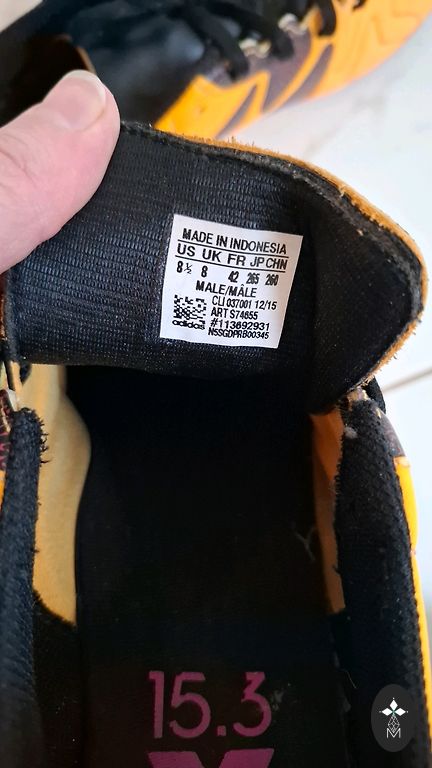 MADE IN INDONESIA
US UK FR JP CHN
8½ 8 42 265 260
MALE/MÂLE
CLI 037001 12/15
ART S74655
adidas #113692931
NSSGDPRB00345
15.3
X